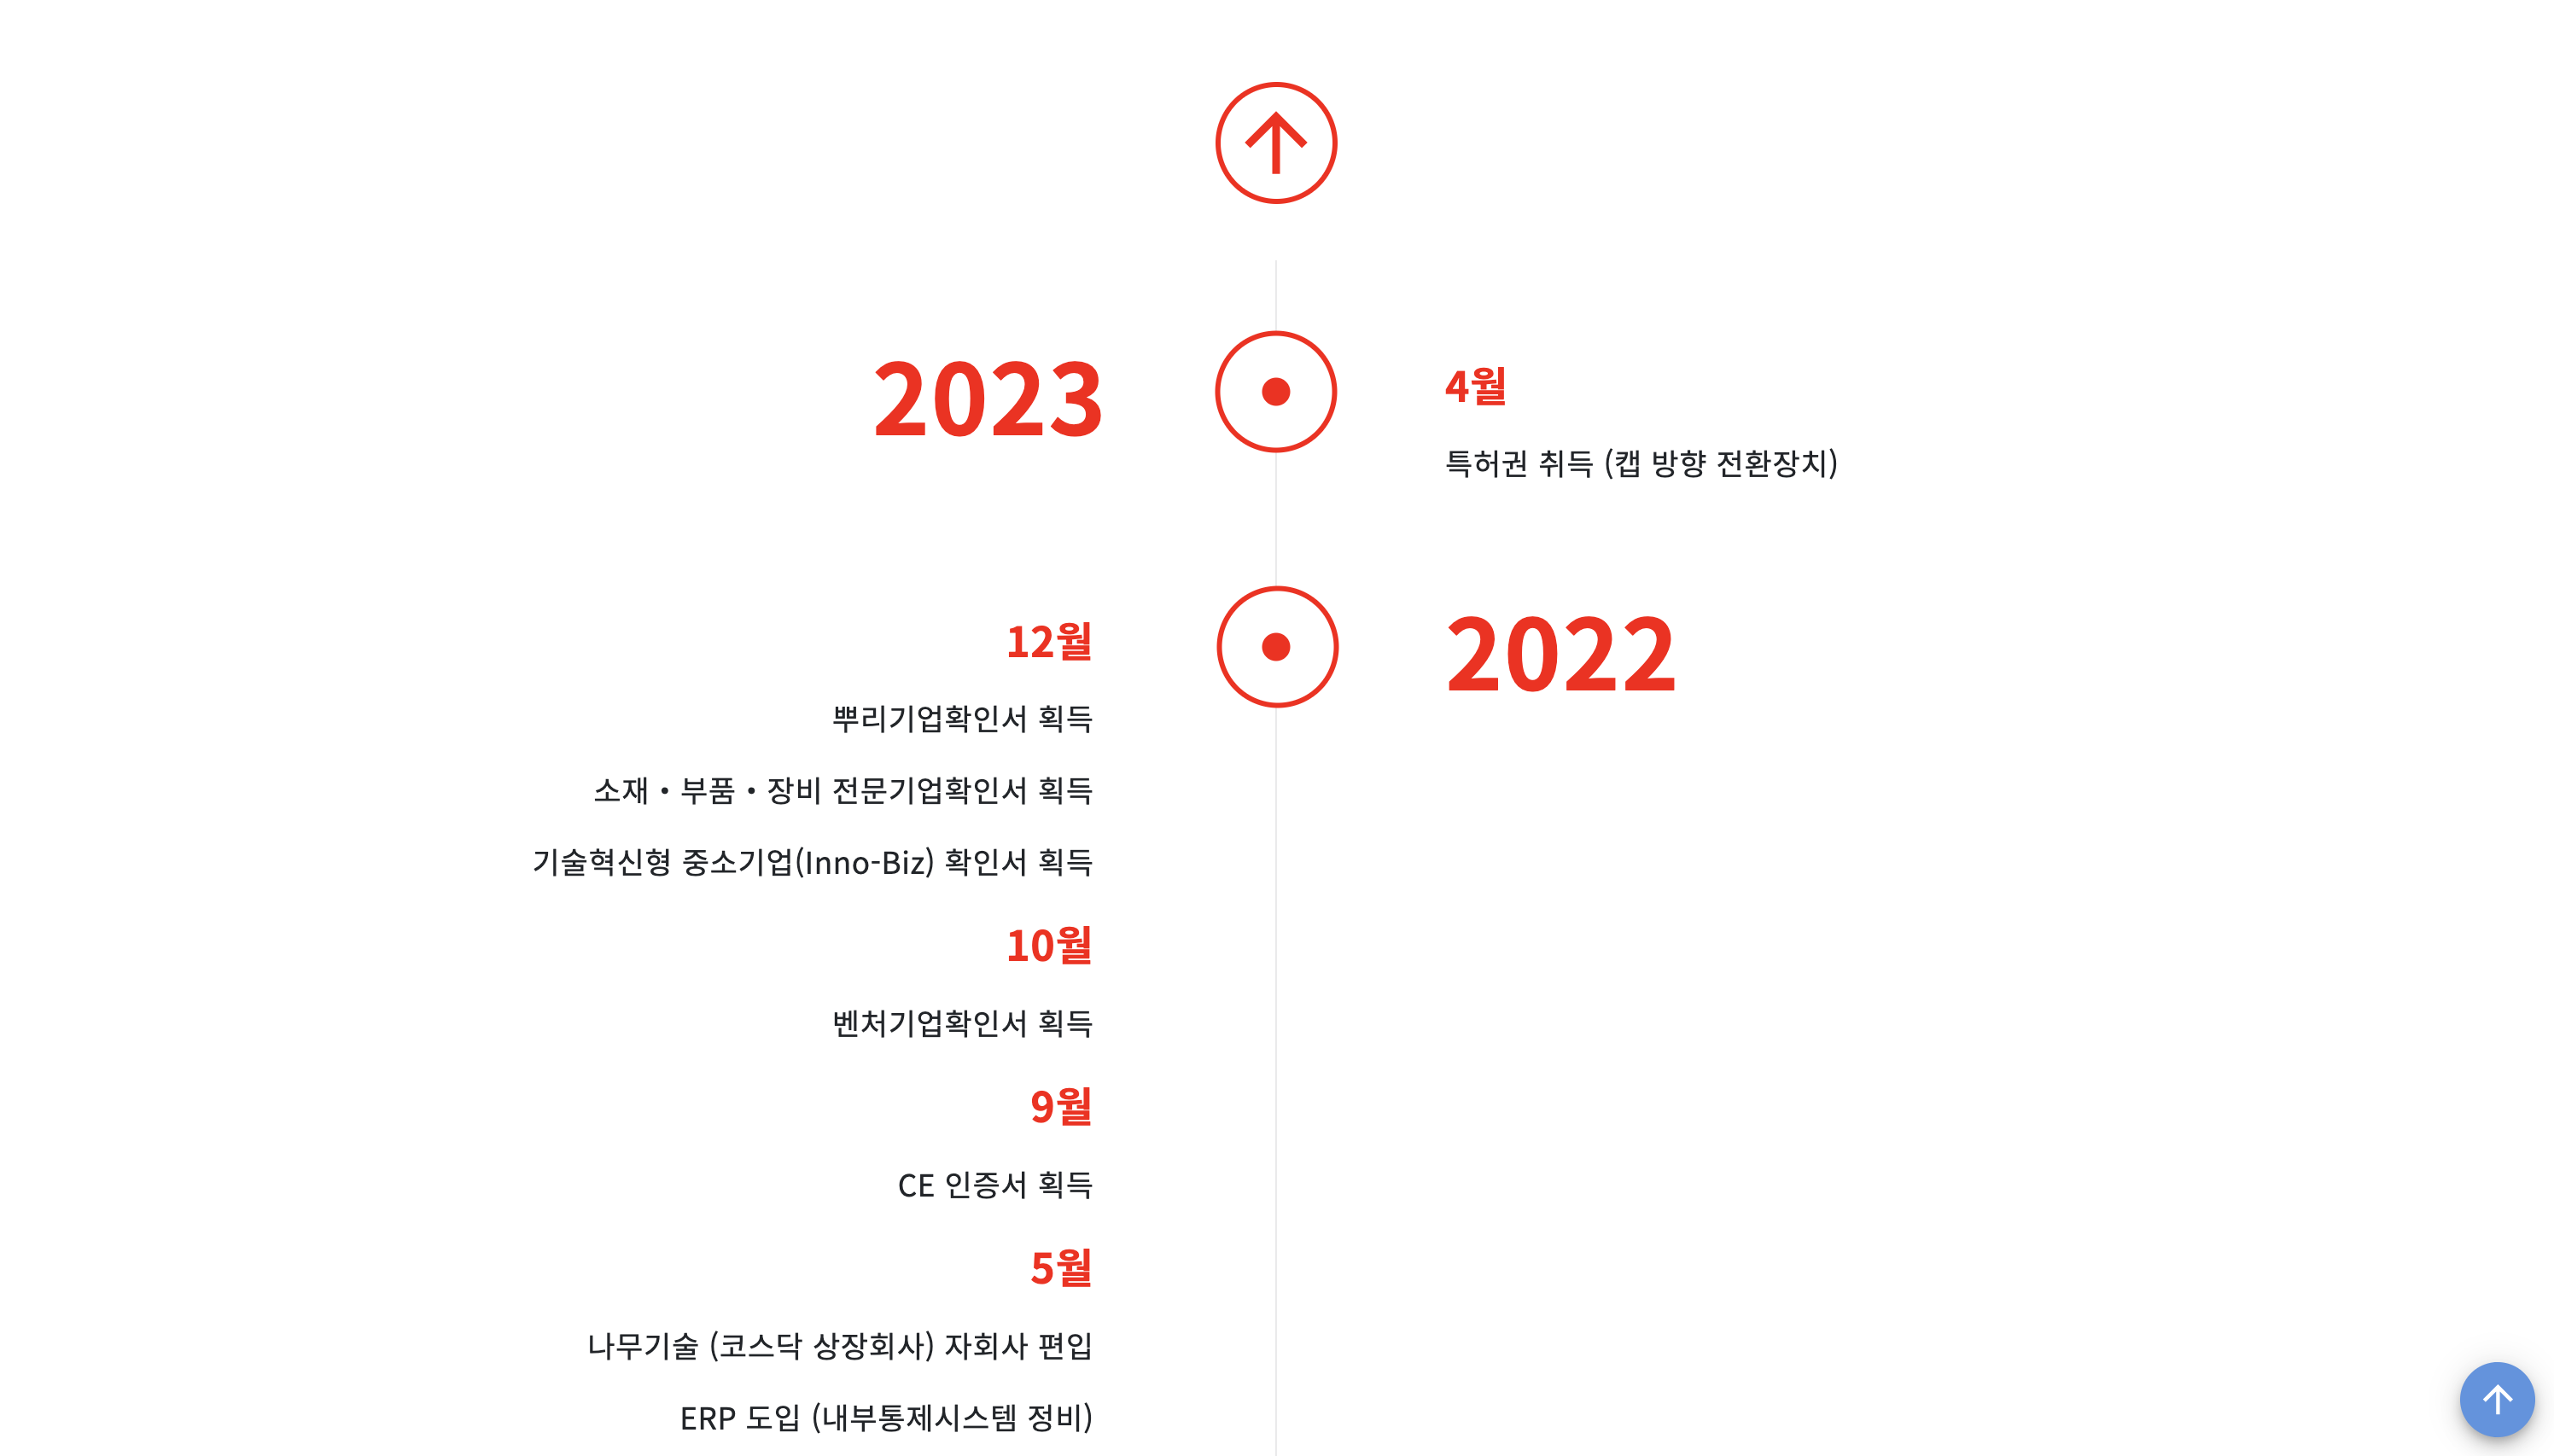 2023
4월
특허권 취득 (캡 방향 전환장치)
2022
12월
뿌리기업확인서 획득
소재・부품・장비 전문기업확인서 획득
기술혁신형 중소기업(Inno-Biz) 확인서 획득
10월
벤처기업확인서 획득
9월
CE 인증서 획득
5월
나무기술 (코스닥 상장회사) 자회사 편입
ERP 도입 (내부통제시스템 정비)